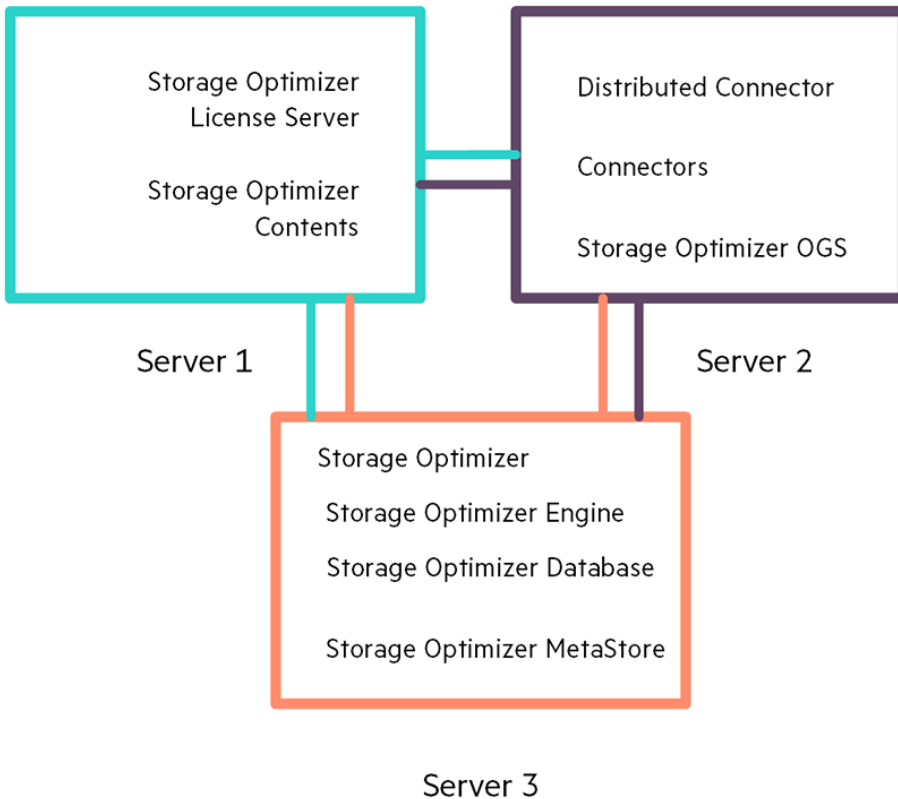 Storage Optimizer
License Server
Storage Optimizer
Contents
Distributed Connector
Connectors
Storage Optimizer OGS
Server 1
Server 2
Storage Optimizer
Storage Optimizer Engine
Storage Optimizer Database
Storage Optimizer MetaStore
Server 3